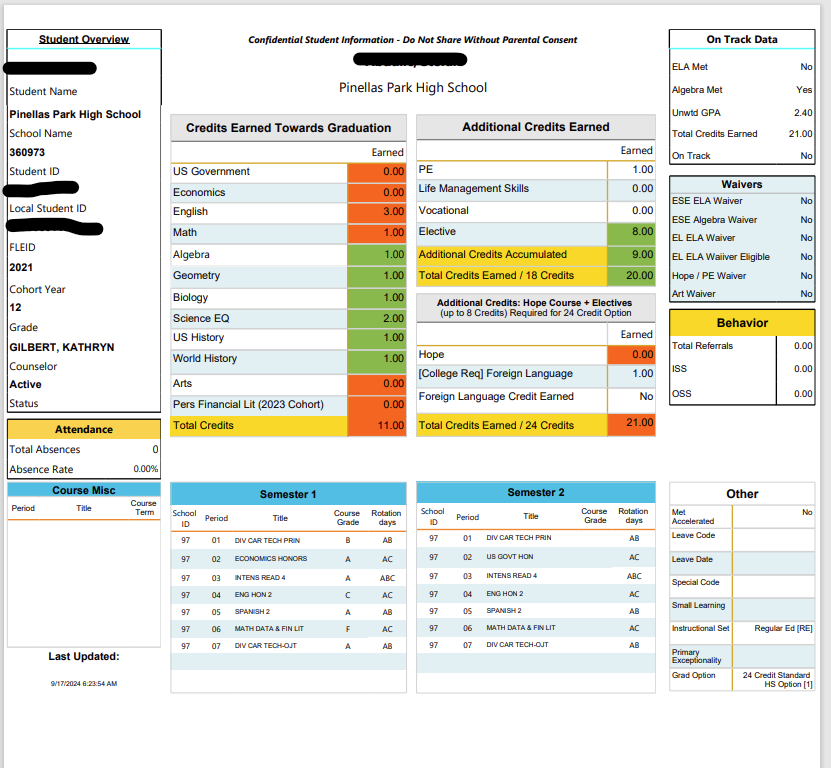 Student Overview
Student Name
Pinellas Park High School
School Name
360973
Student ID
Local Student ID
FLEID
2021
Cohort Year
12
Grade
GILBERT, KATHRYN
Counselor
Active
Status
Attendance
Total Absences 0
Absence Rate 0.00%
Course Misc
Period Title Course Term
Last Updated:
9/17/2024 6:23:54 AM
Confidential Student Information - Do Not Share Without Parental Consent
Pinellas Park High School
Credits Earned Towards Graduation
Earned
US Government 0.00
Economics 0.00
English 3.00
Math 1.00
Algebra 1.00
Geometry 1.00
Biology 1.00
Science EQ 2.00
US History 1.00
World History 1.00
Arts 0.00
Pers Financial Lit (2023 Cohort) 0.00
Total Credits 11.00
Additional Credits Earned
Earned
PE 1.00
Life Management Skills 0.00
Vocational 0.00
Elective 8.00
Additional Credits Accumulated 9.00
Total Credits Earned / 18 Credits 20.00
Additional Credits: Hope Course + Electives
(up to 8 Credits) Required for 24 Credit Option
Earned
Hope 0.00
[College Req] Foreign Language 1.00
Foreign Language Credit Earned No
Total Credits Earned / 24 Credits 21.00
Semester 1
School ID Period Title Course Grade Rotation days
97 01 DIV CAR TECH PRIN B AB
97 02 ECONOMICS HONORS A AC
97 03 INTENS READ 4 A ABC
97 04 ENG HON 2 C AC
97 05 SPANISH 2 A AB
97 06 MATH DATA & FIN LIT F AC
97 07 DIV CAR TECH-OJT A AB
Semester 2
School ID Period Title Course Grade Rotation days
97 01 DIV CAR TECH PRIN AB
97 02 US GOVT HON AC
97 03 INTENS READ 4 ABC
97 04 ENG HON 2 AC
97 05 SPANISH 2 AB
97 06 MATH DATA & FIN LIT AC
97 07 DIV CAR TECH-OJT AB
On Track Data
ELA Met No
Algebra Met Yes
Unwtd GPA 2.40
Total Credits Earned 21.00
On Track No
Waivers
ESE ELA Waiver No
ESE Algebra Waiver No
EL ELA Waiver No
EL ELA Waiiver Eligible No
Hope / PE Waiver No
Art Waiver No
Behavior
Total Referrals 0.00
ISS 0.00
OSS 0.00
Other
Met Accelerated No
Leave Code
Leave Date
Special Code
Small Learning
Instructional Set Regular Ed [RE]
Primary Exceptionality
Grad Option 24 Credit Standard HS Option [1]